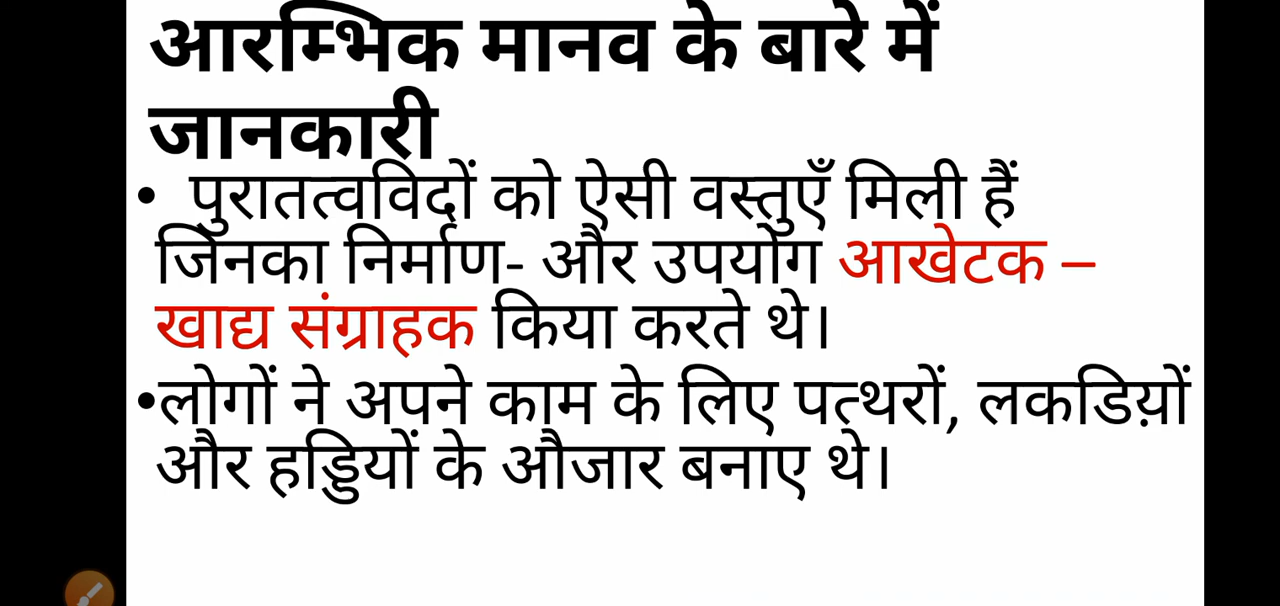 आरम्भिक मानव के बारे में
जानकारी
• पुरातत्वविदों को ऐसी वस्तुएँ मिली हैं
जिनका निर्माण- और उपयोग आखेटक –
खाद्य संग्राहक किया करते थे।
•लोगों ने अपने काम के लिए पत्थरों, लकडिय़ों
और हड्डियों के औजार बनाए थे।